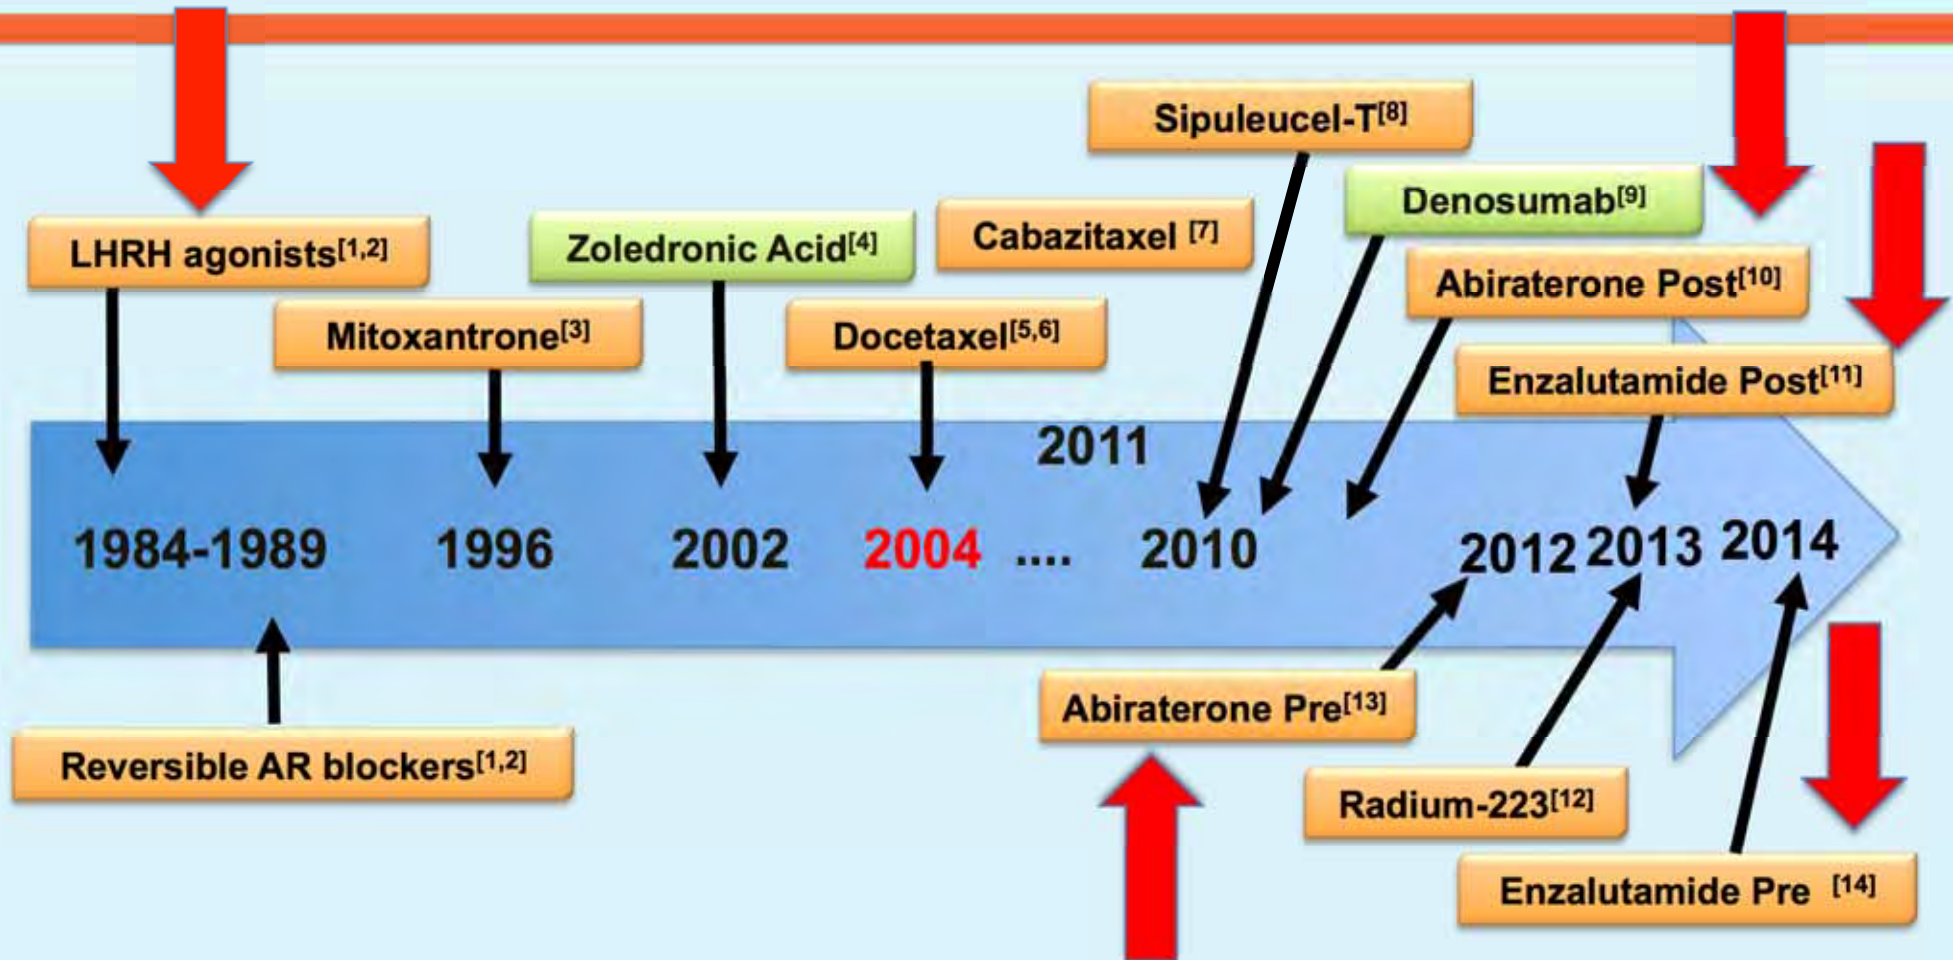 Sipuleucel-T[8]
Denosumab[9]
LHRH agonists[1,2]
Zoledronic Acid[4]
Cabazitaxel [7]
Abiraterone Post[10]
Mitoxantrone[3]
Docetaxel[5,6]
Enzalutamide Post[11]
2011
1984-1989
1996
2002
2004
....
2010
2012
2013
2014
Abiraterone Pre[13]
Reversible AR blockers[1,2]
Radium-223[12]
Enzalutamide Pre [14]